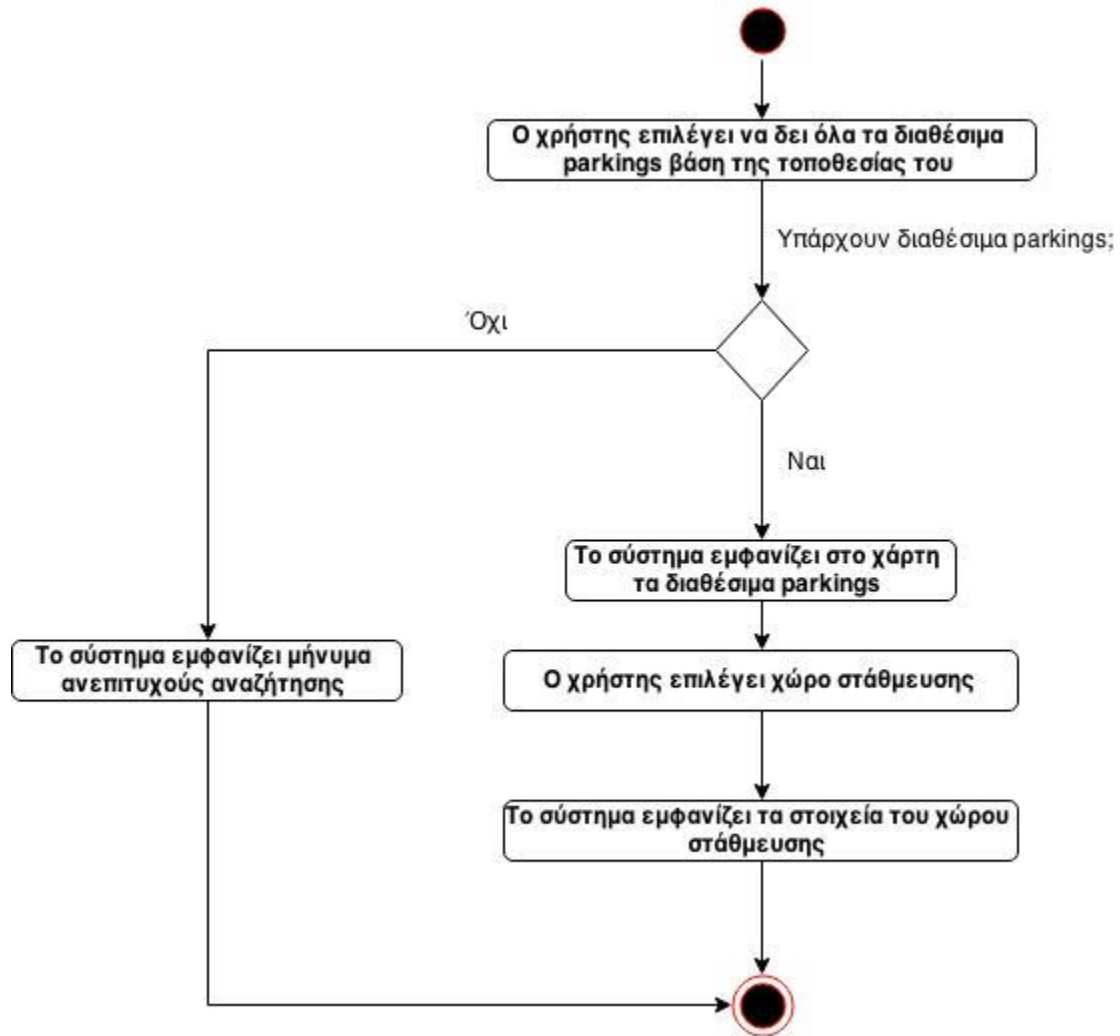 Ο χρήστης επιλέγει να δει όλα τα διαθέσιμα
parkings βάση της τοποθεσίας του
Υπάρχουν διαθέσιμα parkings;
Όχι
Ναι
Το σύστημα εμφανίζει στο χάρτη
τα διαθέσιμα parkings
Το σύστημα εμφανίζει μήνυμα
ανεπιτυχούς αναζήτησης
Ο χρήστης επιλέγει χώρο στάθμευσης
Το σύστημα εμφανίζει τα στοιχεία του χώρου
στάθμευσης